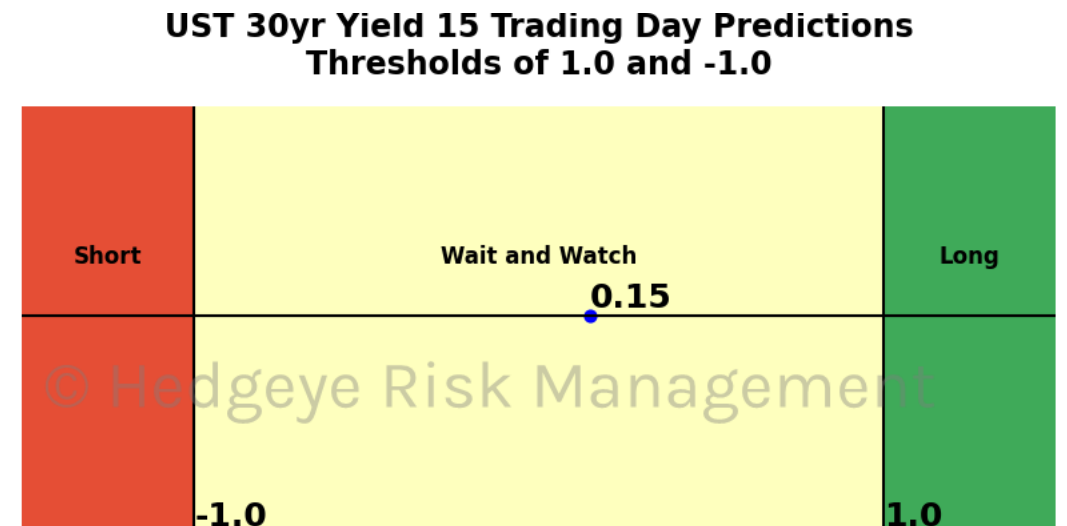 UST 30yr Yield 15 Trading Day Predictions
Thresholds of 1.0 and -1.0
Short
Wait and Watch
Long
0.15
© Hedgeye Risk Management
-1.0
1.0